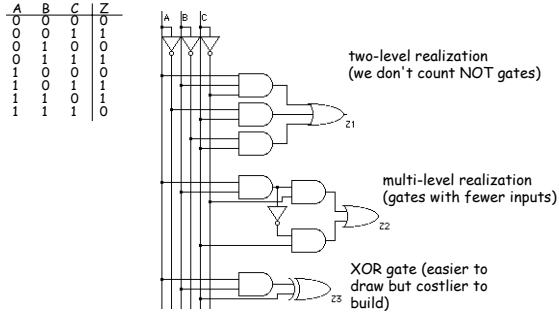 A B C Z
0 0 0 0
0 0 1 1
0 1 0 0
0 1 1 1
1 0 0 0
1 0 1 1
1 1 0 1
1 1 1 0
A B C
two-level realization
(we don't count NOT gates)
Z1
multi-level realization
(gates with fewer inputs)
Z2
XOR gate (easier to
draw but costlier to
build)
Z3